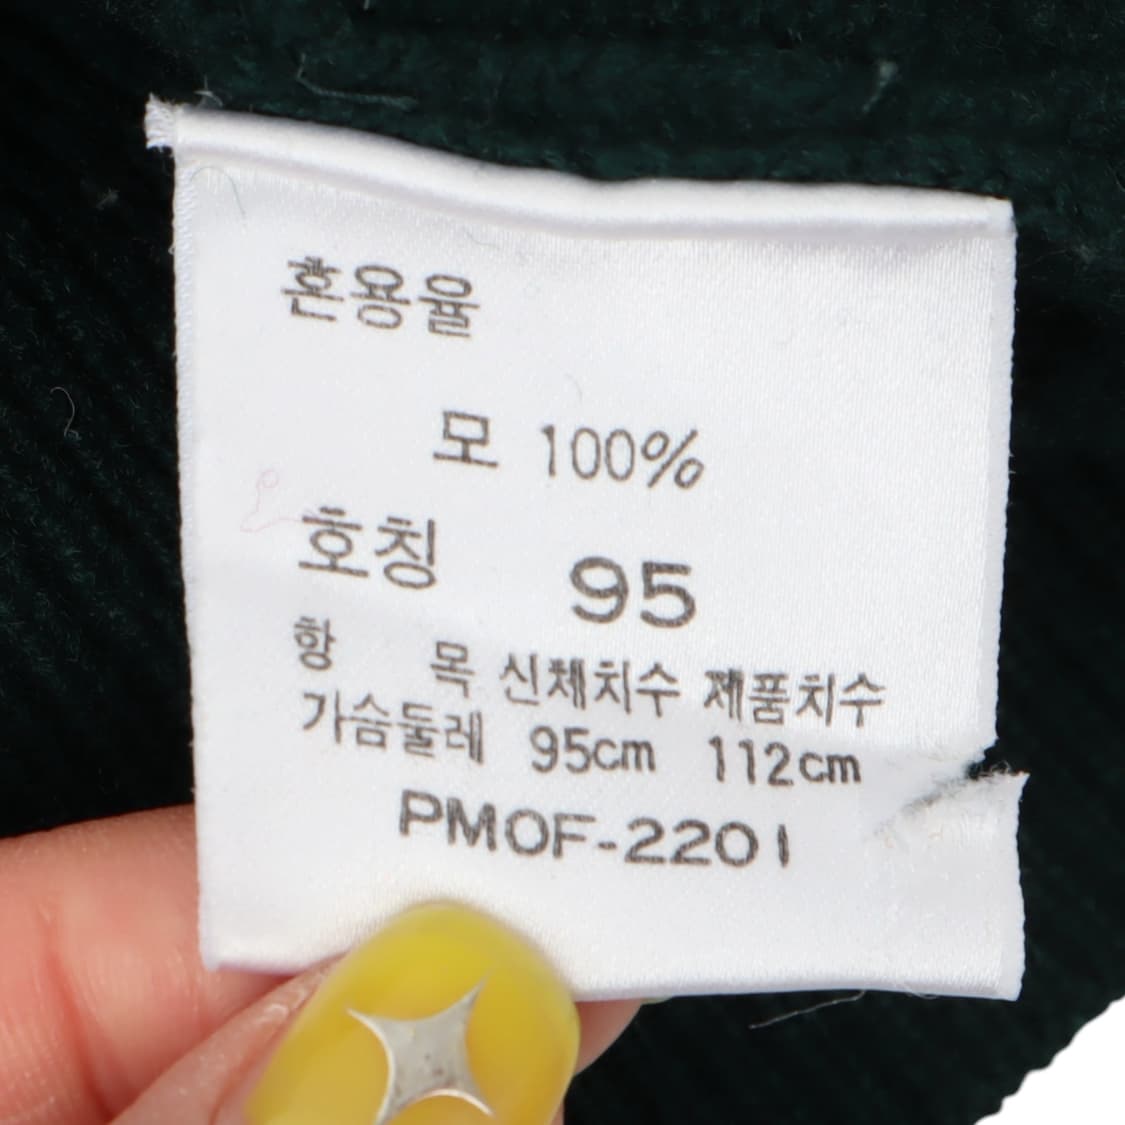 혼용율
모 100%
호칭 95
항 목 신체치수 제품치수
가슴둘레 95cm 112cm
PMOF-2201